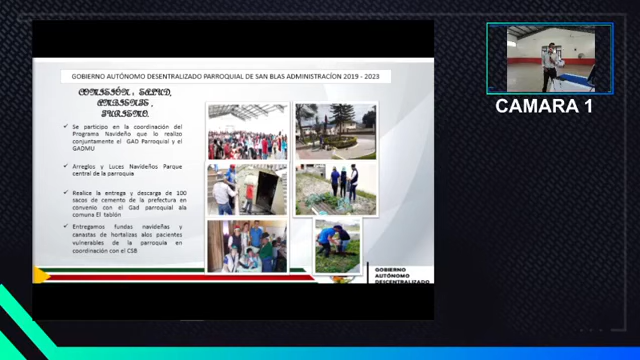 GOBIERNO AUTÓNOMO DESENTRALIZADO PARROQUIAL DE SAN BLAS ADMINISTRACÍON 2019 - 2023
COMISIÓN : SALUD,
AMBIENTE ,
TURISMO.
✓ Se participo en la coordinación del
Programa Navideño que lo realizo
conjuntamente el GAD Parroquial y el
GADMU
✓ Arreglos y Luces Navideños Parque
central de la parroquia
✓ Realice la entrega y descarga de 100
sacos de cemento de la prefectura en
convenio con el Gad parroquial ala
comuna El tablón
✓ Entregamos fundas navideñas y
canastas de hortalizas alos pacientes
vulnerables de la parroquia en
coordinación con el CSB
GOBIERNO
AUTÓNOMO
DESCENTRALIZADO
CAMARA 1